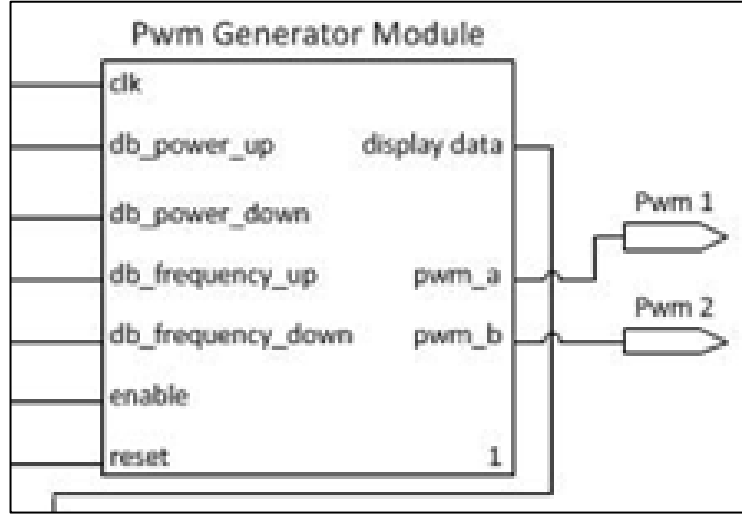 Pwm Generator Module
clk
db_power_up
display data
db_power_down
Pwm 1
db_frequency_up
pwm_a
Pwm 2
db_frequency_down
pwm_b
enable
reset
1